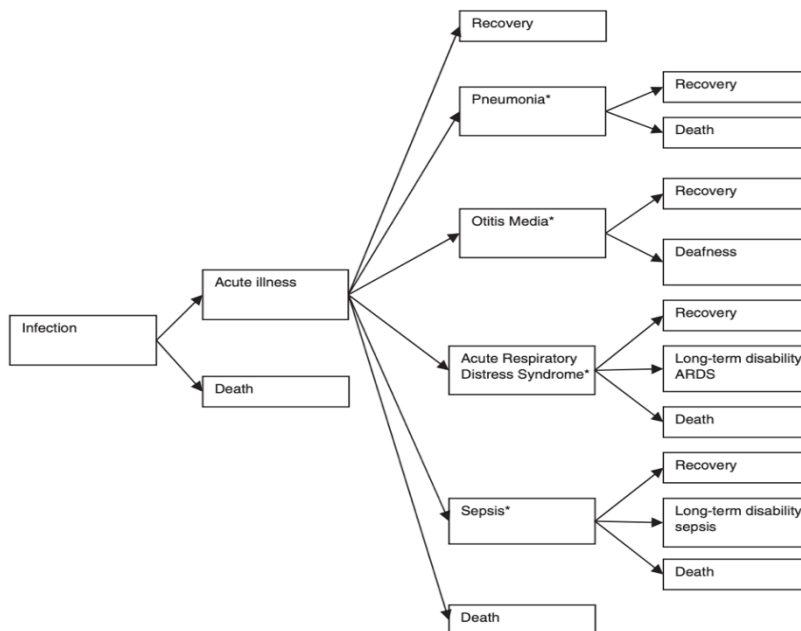 Recovery
Pneumonia*
Recovery
Death
Otitis Media*
Recovery
Deafness
Infection
Acute illness
Death
Acute Respiratory
Distress Syndrome*
Recovery
Long-term disability
ARDS
Death
Sepsis*
Recovery
Long-term disability
sepsis
Death
Death